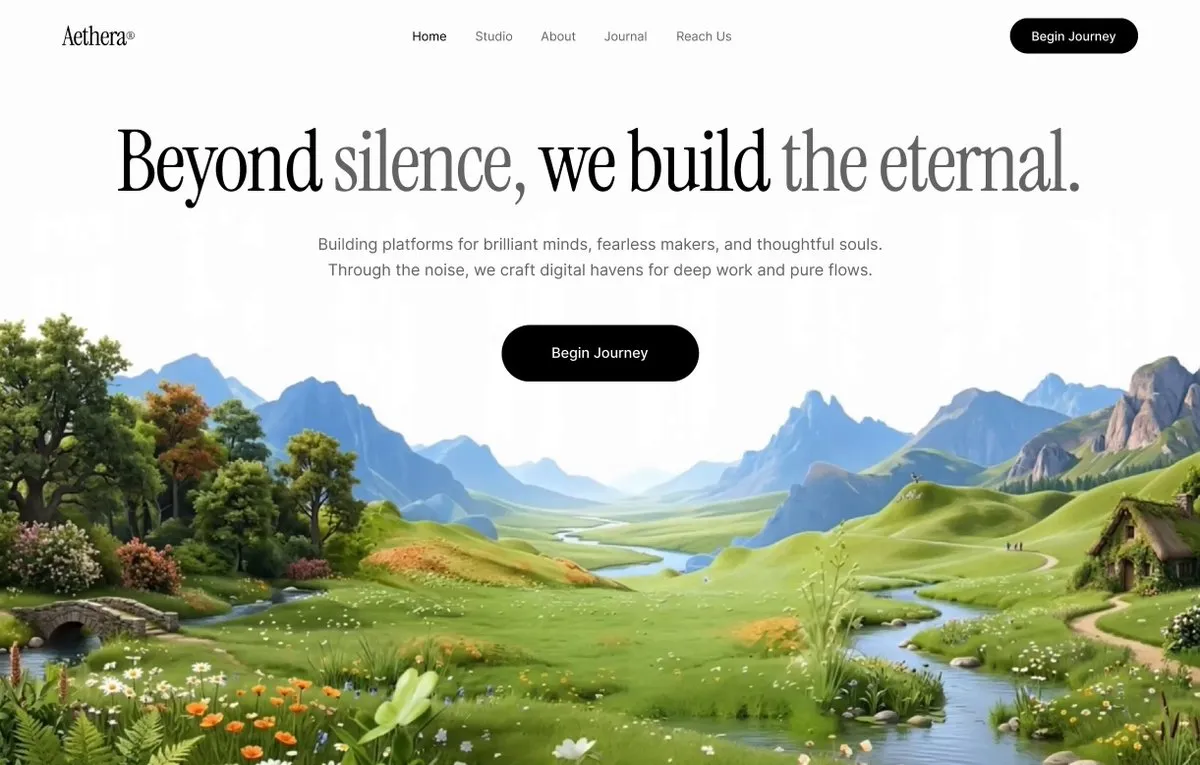 Aethera®
Home Studio About Journal Reach Us
Begin Journey
Beyond silence, we build the eternal.
Building platforms for brilliant minds, fearless makers, and thoughtful souls.
Through the noise, we craft digital havens for deep work and pure flows.
Begin Journey